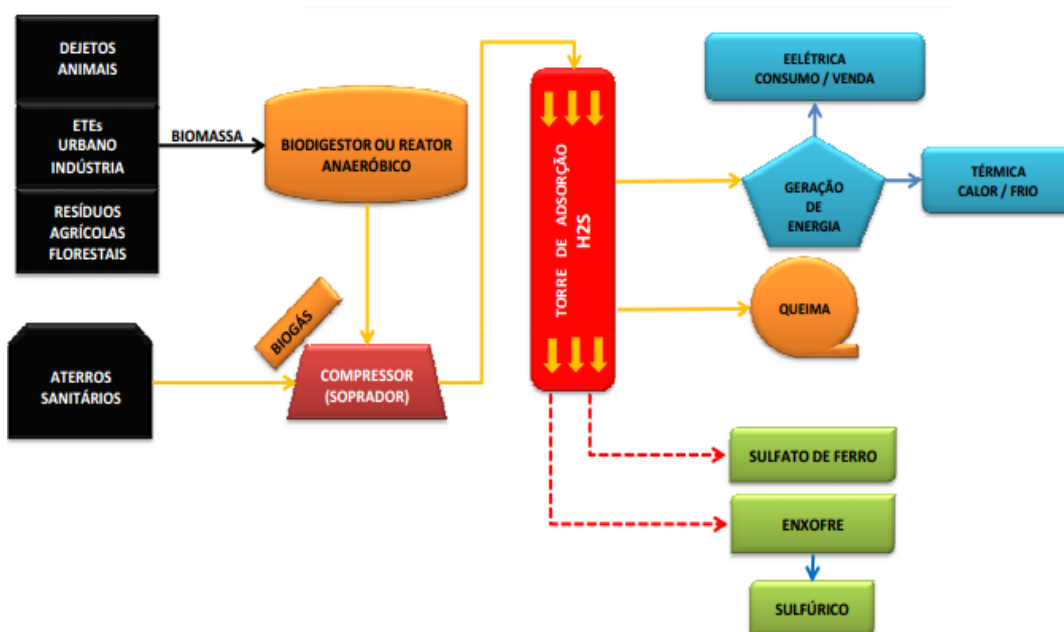 DEJETOS
ANIMAIS
ETEs
URBANO
INDÚSTRIA
RESÍDUOS
AGRÍCOLAS
FLORESTAIS
BIOMASSA
BIODIGESTOR OU REATOR
ANAERÓBICO
ATERROS
SANITÁRIOS
BIOGÁS
COMPRESSOR
(SOPRADOR)
TORRE DE ADSORÇÃO
H2S
EELÉTRICA
CONSUMO / VENDA
GERAÇÃO
DE
ENERGIA
TÉRMICA
CALOR / FRIO
QUEIMA
SULFATO DE FERRO
ENXOFRE
SULFÚRICO